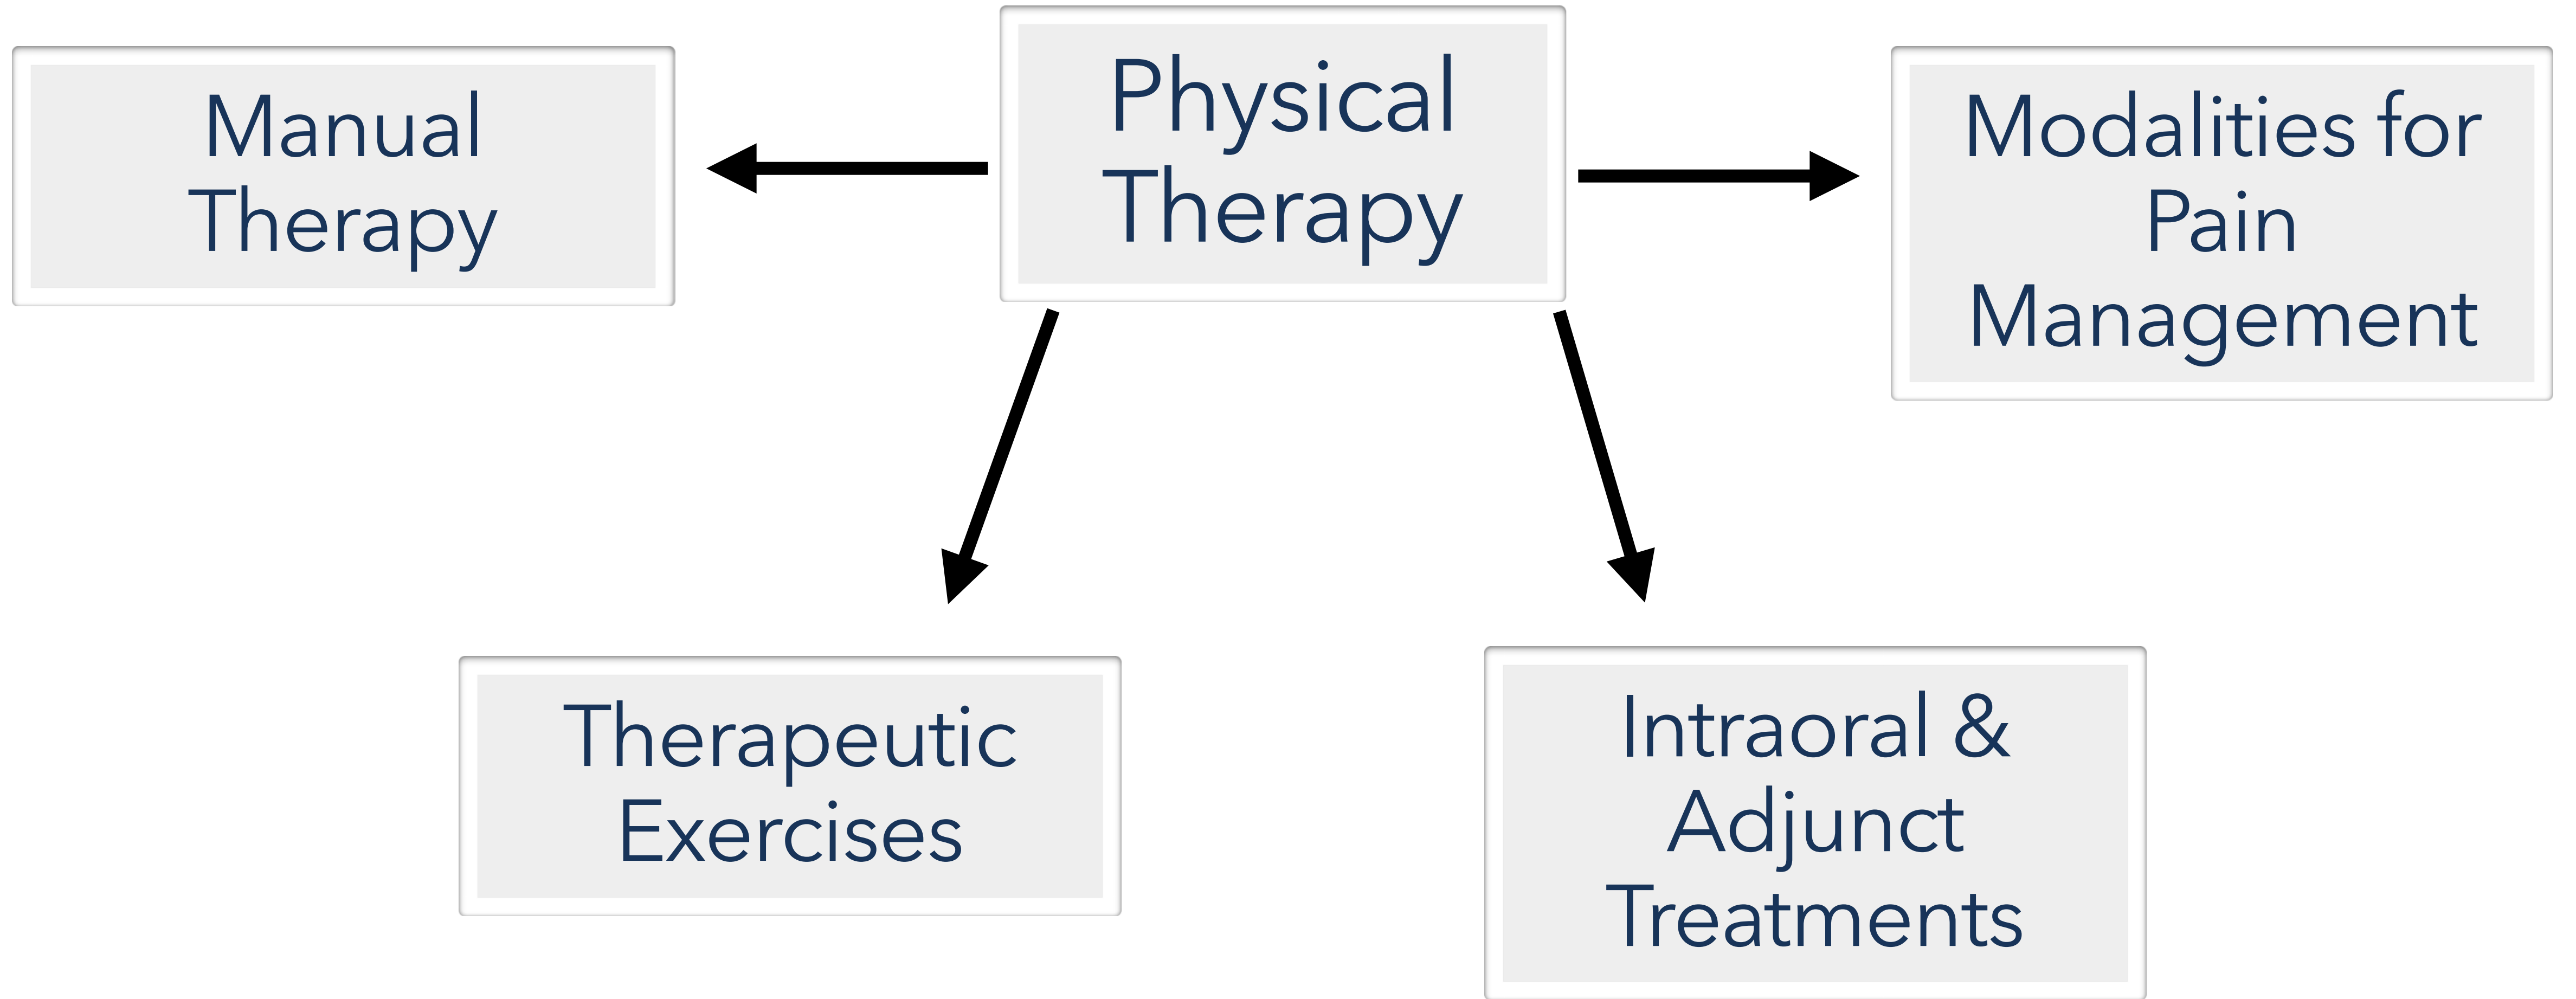 Physical
Therapy
Manual
Therapy
Modalities for
Pain
Management
Therapeutic
Exercises
Intraoral &
Adjunct
Treatments